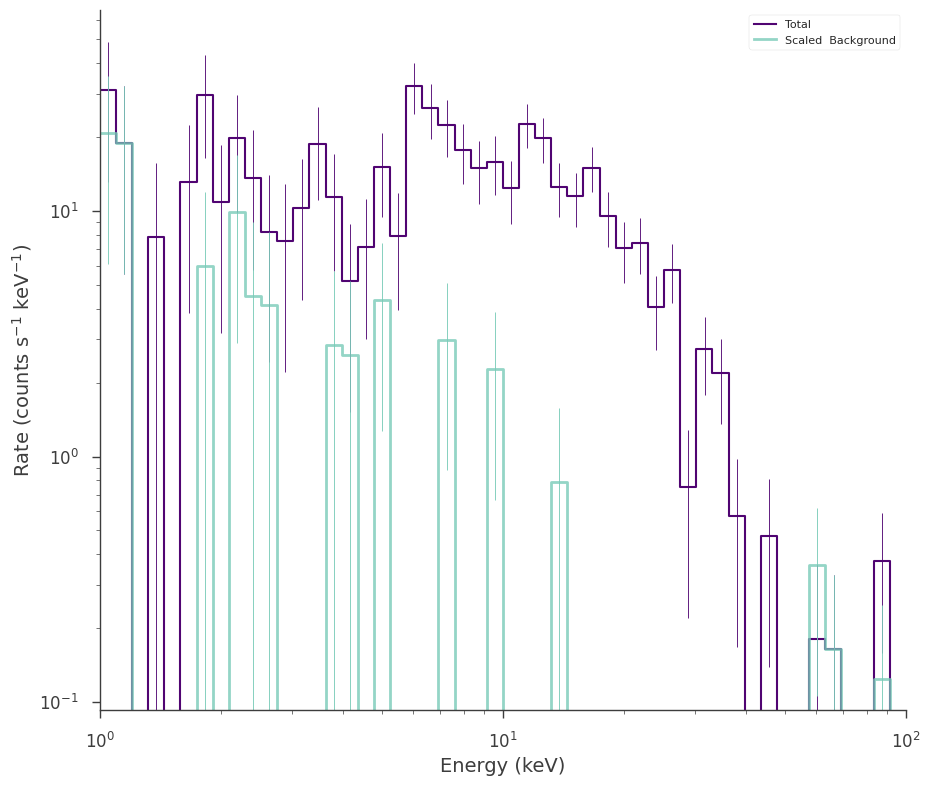 Total
Scaled  Background
Rate (counts s⁻¹ keV⁻¹)
10¹
10⁰
10⁻¹
10⁰ 10¹ 10²
Energy (keV)